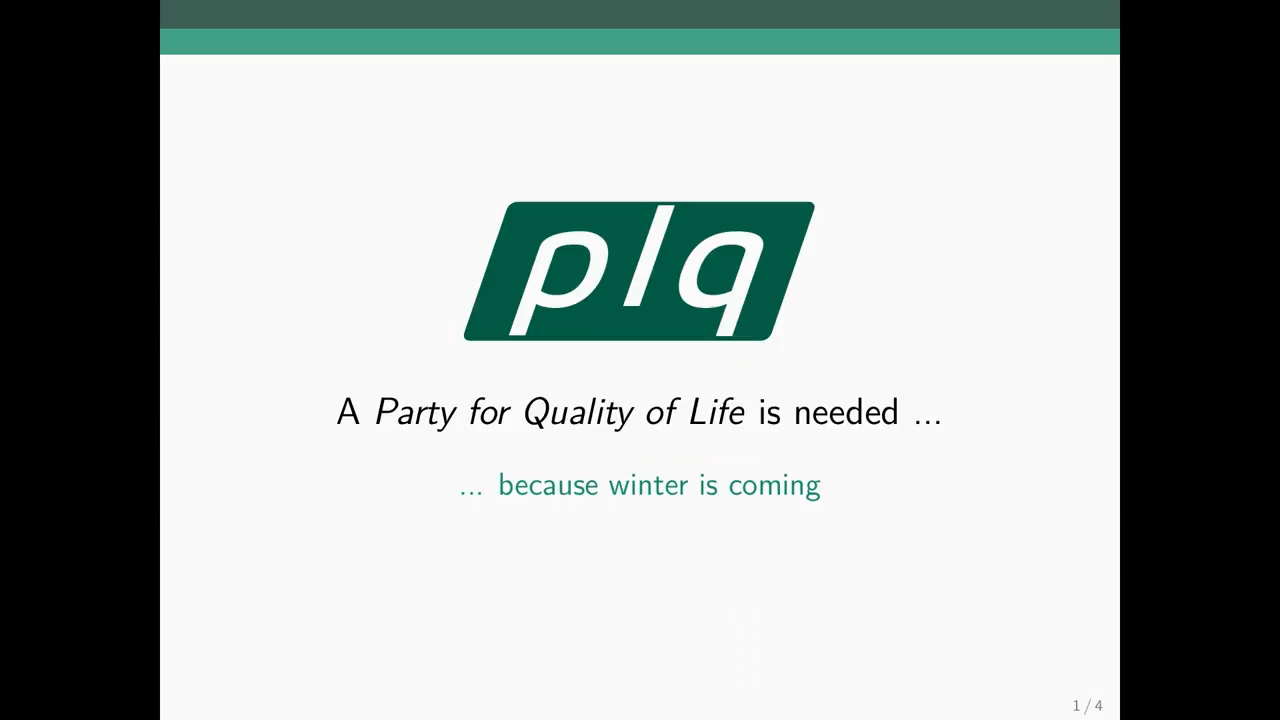 plq
A Party for Quality of Life is needed ...
... because winter is coming
1 / 4